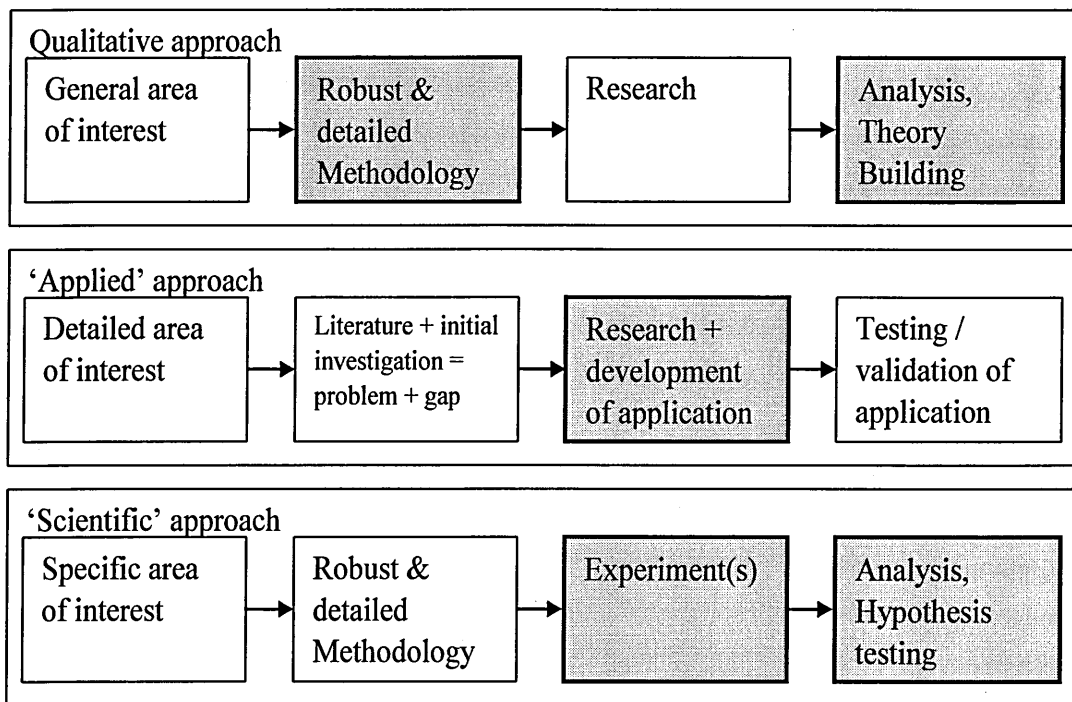 Qualitative approach
General area
of interest
Robust &
detailed
Methodology
Research
Analysis,
Theory
Building
‘Applied’ approach
Detailed area
of interest
Literature + initial
investigation =
problem + gap
Research +
development
of application
Testing /
validation of
application
‘Scientific’ approach
Specific area
of interest
Robust &
detailed
Methodology
Experiment(s)
Analysis,
Hypothesis
testing